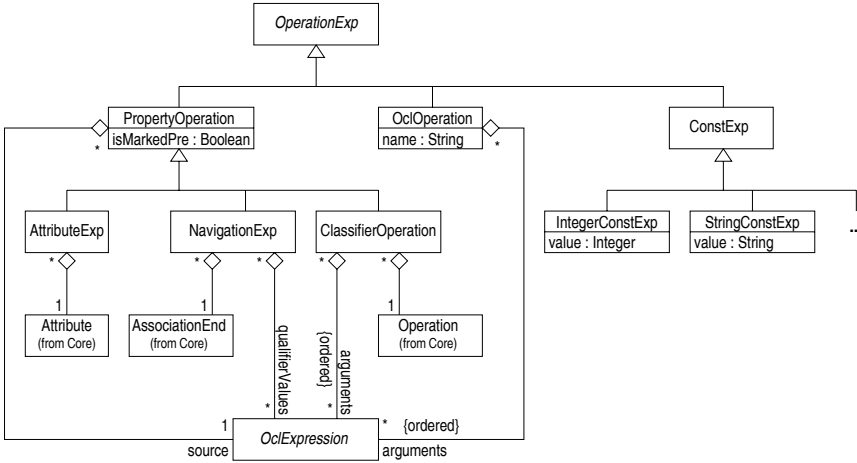 OperationExp
PropertyOperation
isMarkedPre : Boolean
*
OclOperation
name : String
*
ConstExp
AttributeExp
NavigationExp
ClassifierOperation
IntegerConstExp
value : Integer
StringConstExp
value : String
...
*
*
*
*
*
1
1
1
Attribute
(from Core)
AssociationEnd
(from Core)
Operation
(from Core)
qualifierValues
{ordered}
arguments
*
*
1
source
OclExpression
*
{ordered}
arguments